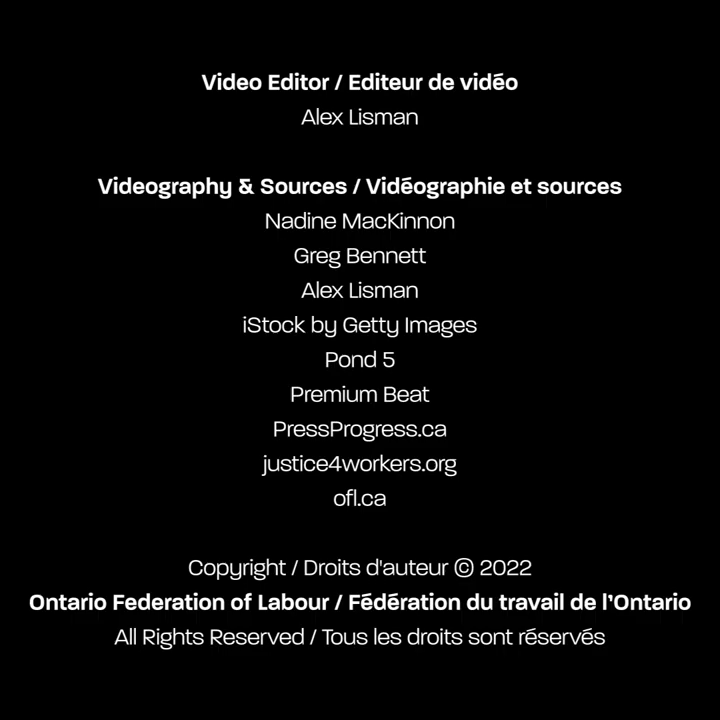 Video Editor / Editeur de vidéo
Alex Lisman
Videography & Sources / Vidéographie et sources
Nadine MacKinnon
Greg Bennett
Alex Lisman
iStock by Getty Images
Pond 5
Premium Beat
PressProgress.ca
justice4workers.org
ofl.ca
Copyright / Droits d'auteur © 2022
Ontario Federation of Labour / Fédération du travail de l’Ontario
All Rights Reserved / Tous les droits sont réservés